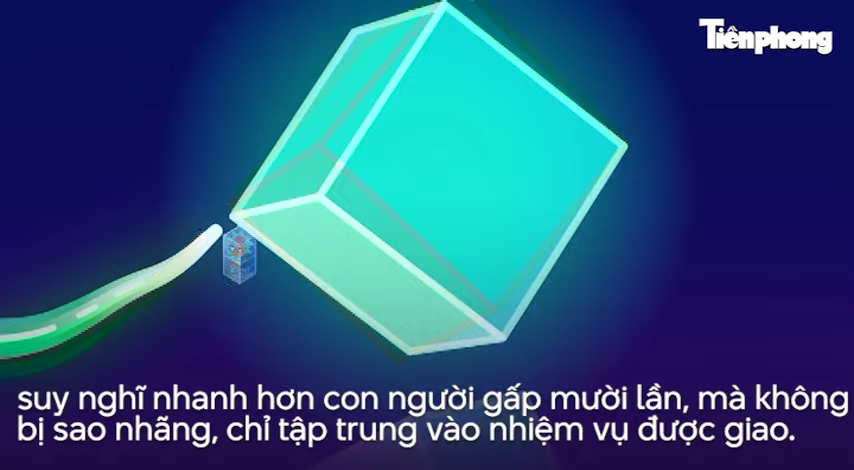 Tiênphong
suy nghĩ nhanh hơn con người gấp mười lần, mà không
bị sao nhãng, chỉ tập trung vào nhiệm vụ được giao.